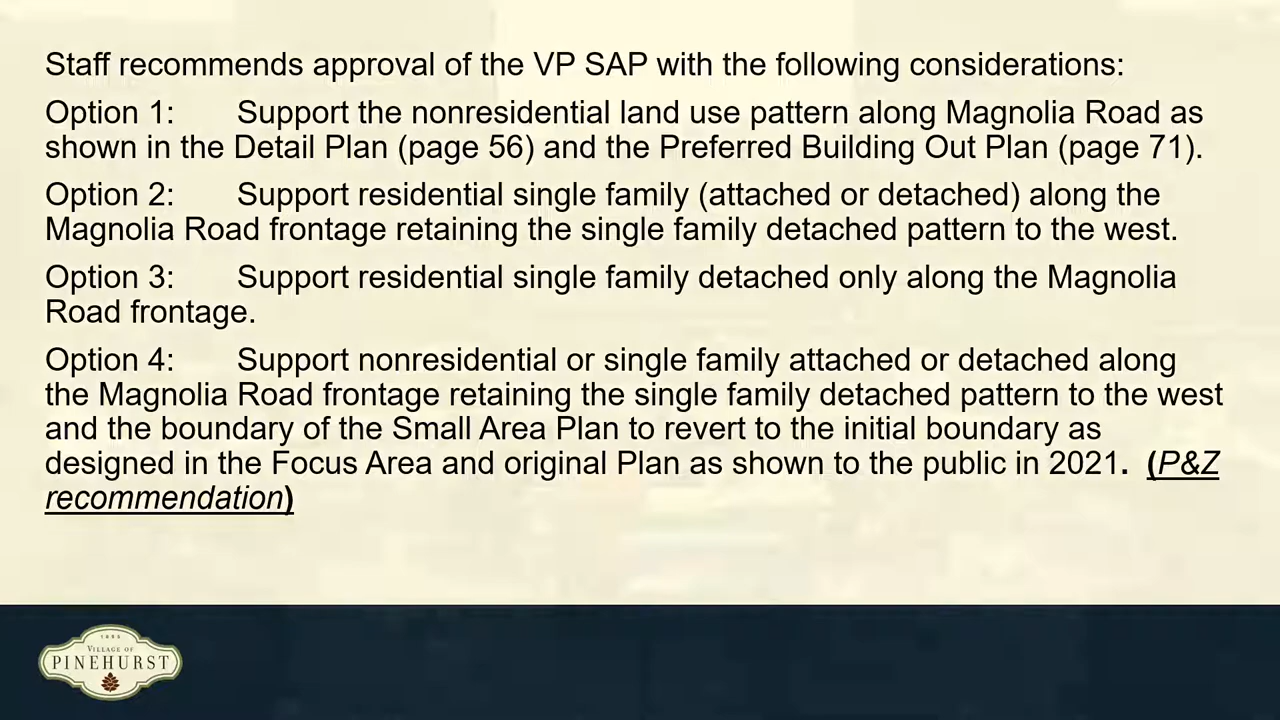 Staff recommends approval of the VP SAP with the following considerations:
Option 1: Support the nonresidential land use pattern along Magnolia Road as
shown in the Detail Plan (page 56) and the Preferred Building Out Plan (page 71).
Option 2: Support residential single family (attached or detached) along the
Magnolia Road frontage retaining the single family detached pattern to the west.
Option 3: Support residential single family detached only along the Magnolia
Road frontage.
Option 4: Support nonresidential or single family attached or detached along
the Magnolia Road frontage retaining the single family detached pattern to the west
and the boundary of the Small Area Plan to revert to the initial boundary as
designed in the Focus Area and original Plan as shown to the public in 2021. (P&Z
recommendation)
1895
VILLAGE OF
PINEHURST